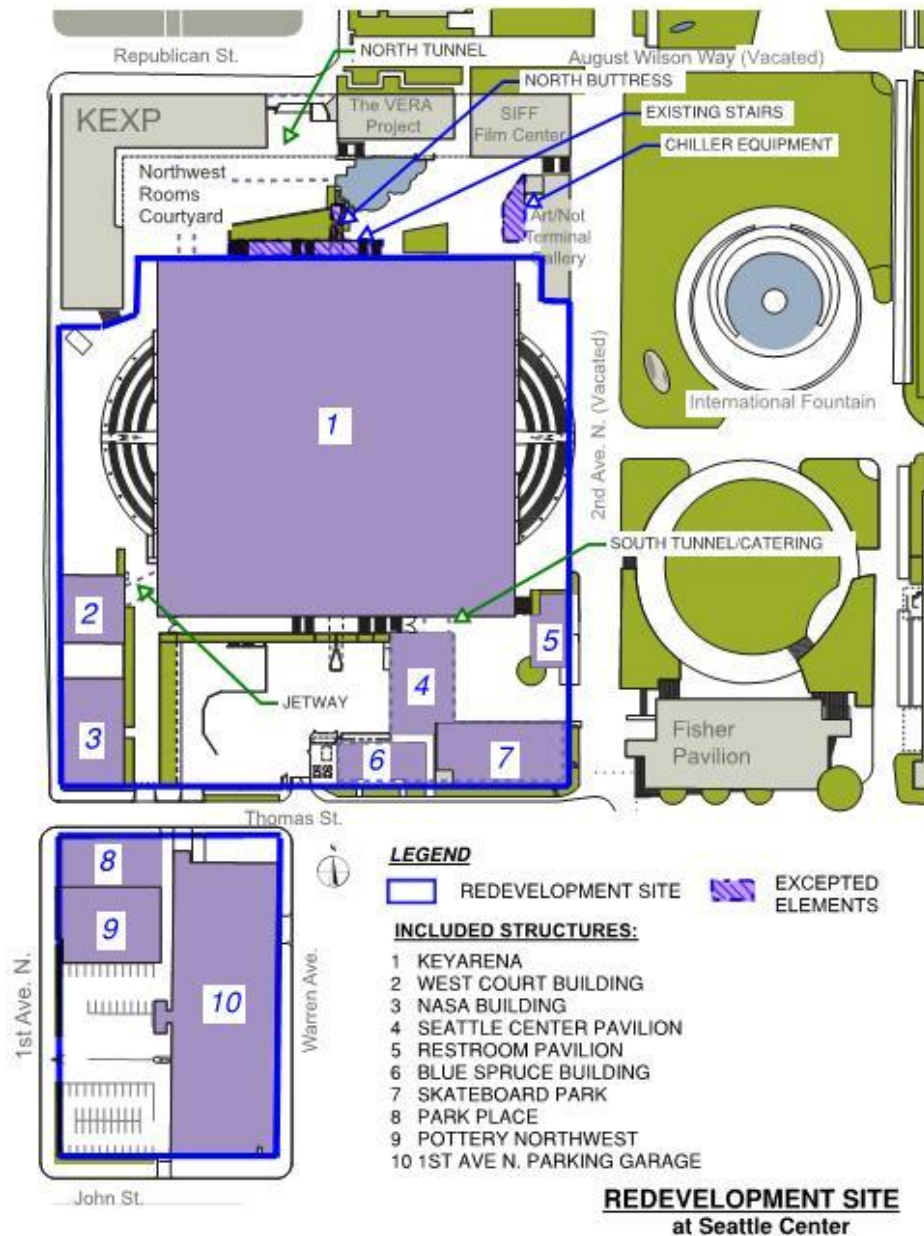 Republican St.
NORTH TUNNEL
August Wilson Way (Vacated)
NORTH BUTTRESS
KEXP
The VERA
Project
SIFF
Film Center
EXISTING STAIRS
CHILLER EQUIPMENT
Northwest
Rooms
Courtyard
Art/Not
Terminal
Gallery
1
2nd Ave. N. (Vacated)
International Fountain
SOUTH TUNNEL/CATERING
2
5
4
JETWAY
3
6
7
Fisher
Pavilion
Thomas St.
8
9
10
1st Ave. N.
Warren Ave.
John St.
N
LEGEND
REDEVELOPMENT SITE
EXCEPTED
ELEMENTS
INCLUDED STRUCTURES:
1 KEYARENA
2 WEST COURT BUILDING
3 NASA BUILDING
4 SEATTLE CENTER PAVILION
5 RESTROOM PAVILION
6 BLUE SPRUCE BUILDING
7 SKATEBOARD PARK
8 PARK PLACE
9 POTTERY NORTHWEST
10 1ST AVE N. PARKING GARAGE
REDEVELOPMENT SITE
at Seattle Center